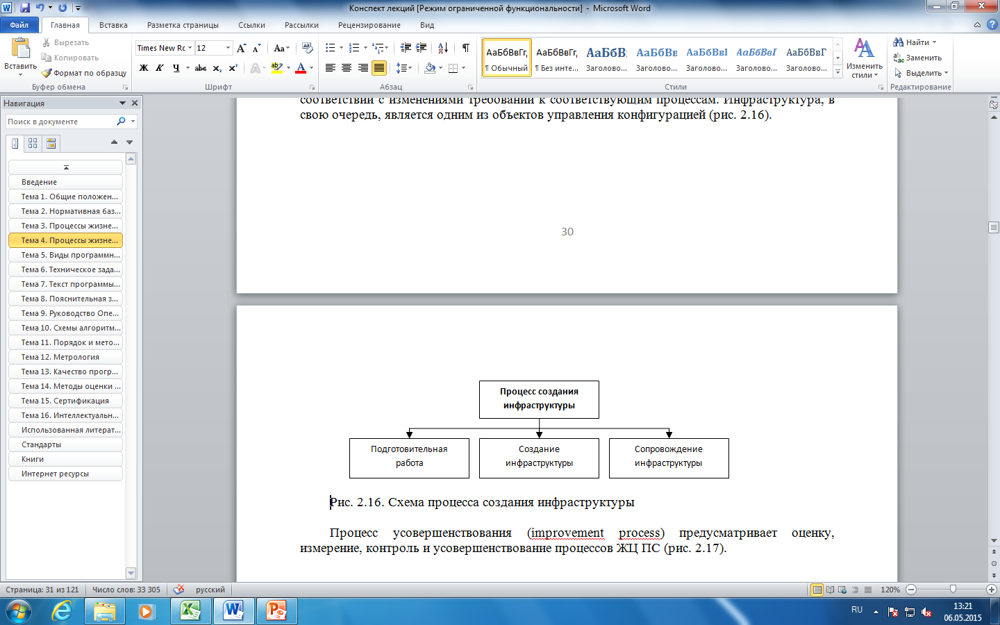 Конспект лекций [Режим ограниченной функциональности] - Microsoft Word
Файл Главная Вставка Разметка страницы Ссылки Рассылки Рецензирование Вид
Вставить
Вырезать
Копировать
Формат по образцу
Буфер обмена
Times New Rc 12
Ж К Ч abc x₂ x²
Шрифт
Абзац
АаБбВвГг, АаБбВвГг, АаБбВ АаБбВв АаБбВвІ АаБбВвІ АаБбВвГ
¶ Обычный ¶ Без инте... Заголово... Заголово... Заголово... Заголово... Заголово...
Стили
Изменить
стили
Найти
Заменить
Выделить
Редактирование
Навигация
Поиск в документе
Введение
Тема 1. Общие положен...
Тема 2. Нормативная баз...
Тема 3. Процессы жизне...
Тема 4. Процессы жизне...
Тема 5. Виды программн...
Тема 6. Техническое зада...
Тема 7. Текст программы...
Тема 8. Пояснительная з...
Тема 9. Руководство Опе...
Тема 10. Схемы алгоритм...
Тема 11. Порядок и мето...
Тема 12. Метрология
Тема 13. Качество прогр...
Тема 14. Методы оценки ...
Тема 15. Сертификация
Тема 16. Интеллектуальн...
Использованная литерат...
Стандарты
Книги
Интернет ресурсы
соответствии с изменениями требований к соответствующим процессам. Инфраструктура, в
свою очередь, является одним из объектов управления конфигурацией (рис. 2.16).
30
Процесс создания
инфраструктуры
Подготовительная
работа
Создание
инфраструктуры
Сопровождение
инфраструктуры
Рис. 2.16. Схема процесса создания инфраструктуры
Процесс усовершенствования (improvement process) предусматривает оценку,
измерение, контроль и усовершенствование процессов ЖЦ ПС (рис. 2.17).
Страница: 31 из 121 Число слов: 33 305 русский 120%
RU 13:21
06.05.2015